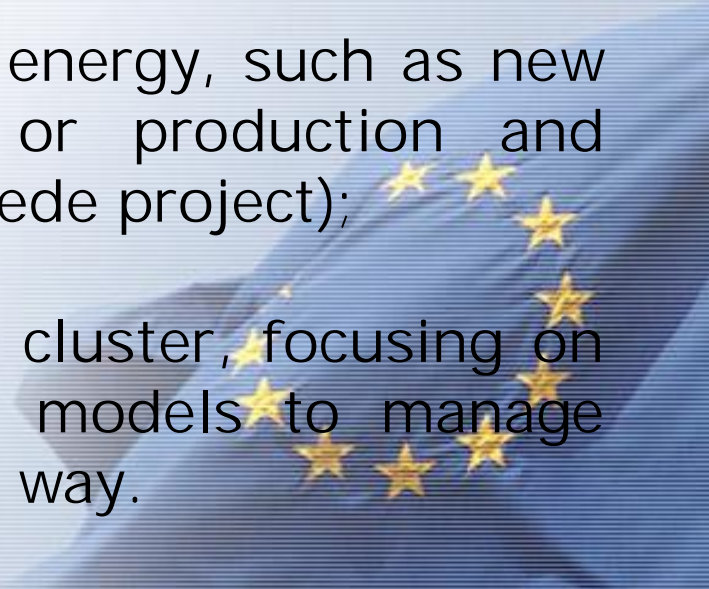 energy, such as new
or production and
ede project);
cluster, focusing on
models to manage
way.